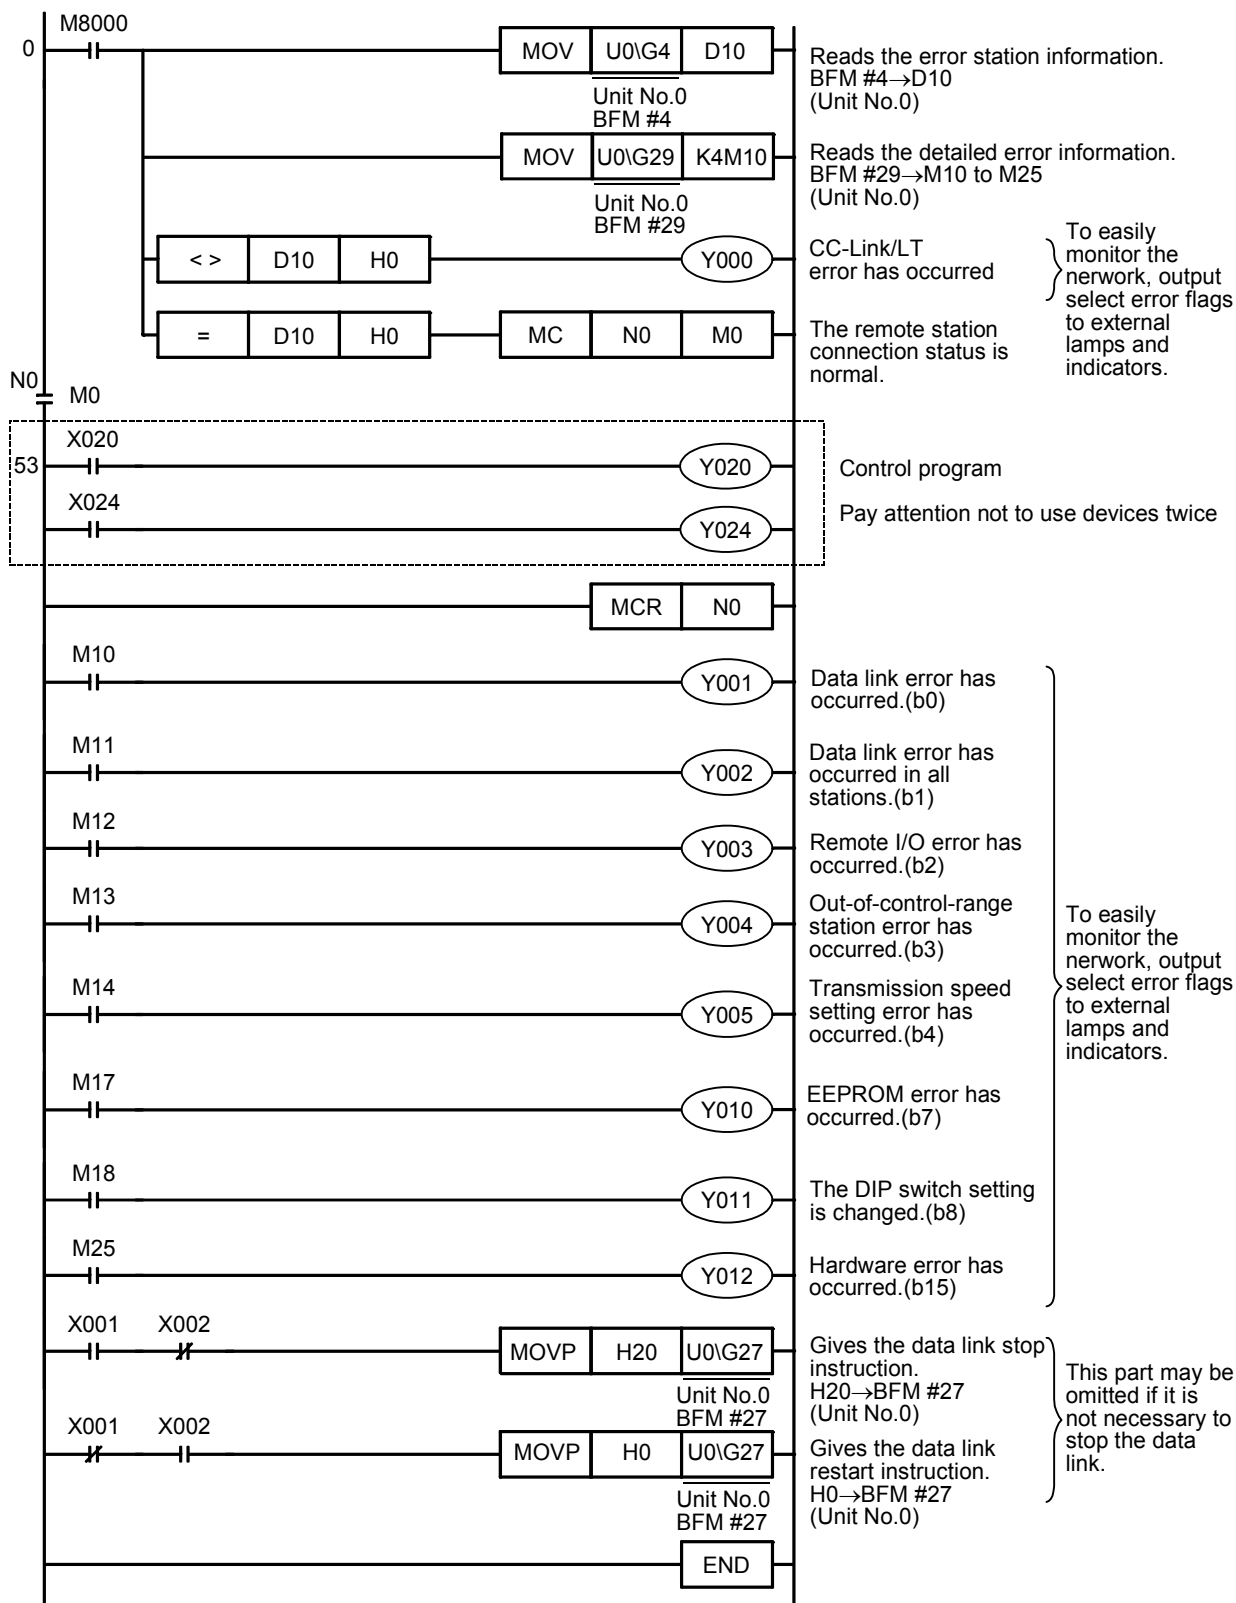 M8000
0
MOV U0\G4 D10
Unit No.0
BFM #4
Reads the error station information.
BFM #4→D10
(Unit No.0)
MOV U0\G29 K4M10
Unit No.0
BFM #29
Reads the detailed error information.
BFM #29→M10 to M25
(Unit No.0)
< > D10 H0 Y000
CC-Link/LT
error has occurred
To easily
monitor the
nerwork, output
select error flags
to external
lamps and
indicators.
= D10 H0 MC N0 M0
The remote station
connection status is
normal.
N0 M0
X020
53 Y020
Control program
X024
Y024
Pay attention not to use devices twice
MCR N0
M10
Y001
Data link error has
occurred.(b0)
M11
Y002
Data link error has
occurred in all
stations.(b1)
M12
Y003
Remote I/O error has
occurred.(b2)
M13
Y004
Out-of-control-range
station error has
occurred.(b3)
M14
Y005
Transmission speed
setting error has
occurred.(b4)
M17
Y010
EEPROM error has
occurred.(b7)
M18
Y011
The DIP switch setting
is changed.(b8)
M25
Y012
Hardware error has
occurred.(b15)
To easily
monitor the
nerwork, output
select error flags
to external
lamps and
indicators.
X001 X002
MOVP H20 U0\G27
Unit No.0
BFM #27
Gives the data link stop
instruction.
H20→BFM #27
(Unit No.0)
X001 X002
MOVP H0 U0\G27
Unit No.0
BFM #27
Gives the data link
restart instruction.
H0→BFM #27
(Unit No.0)
This part may be
omitted if it is
not necessary to
stop the data
link.
END